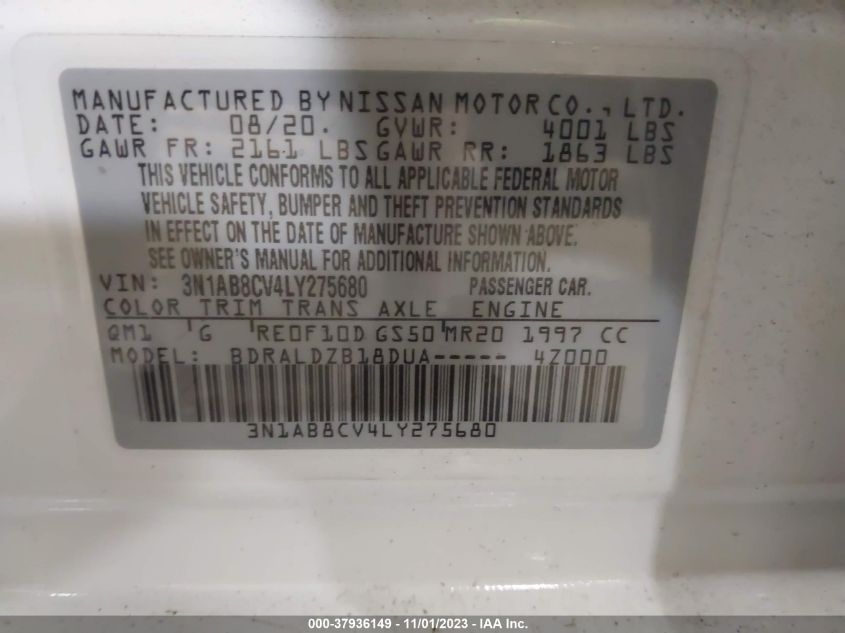 MANUFACTURED BY NISSAN MOTOR CO., LTD.
DATE: 08/20. GVWR: 4001 LBS
GAWR FR: 2161 LBS GAWR RR: 1863 LBS
THIS VEHICLE CONFORMS TO ALL APPLICABLE FEDERAL MOTOR
VEHICLE SAFETY, BUMPER AND THEFT PREVENTION STANDARDS
IN EFFECT ON THE DATE OF MANUFACTURE SHOWN ABOVE.
SEE OWNER'S MANUAL FOR ADDITIONAL INFORMATION.
VIN: 3N1AB8CV4LY275680 PASSENGER CAR.
COLOR TRIM TRANS AXLE ENGINE
QM1 G RE0F10D GS50 MR20 1997 CC
MODEL: BDRALDZB18DUA----- 4Z000
3N1AB8CV4LY275680
000-37936149 - 11/01/2023 - IAA Inc.